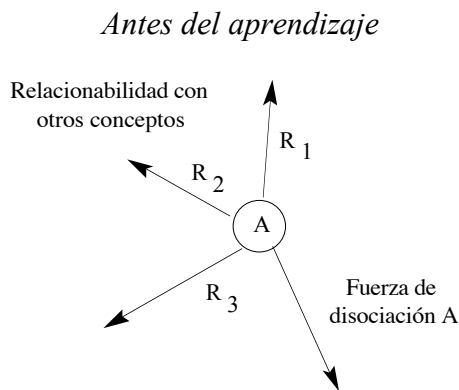 Antes del aprendizaje
Relacionabilidad con
otros conceptos
R 1
R 2
A
R 3
Fuerza de
disociación A